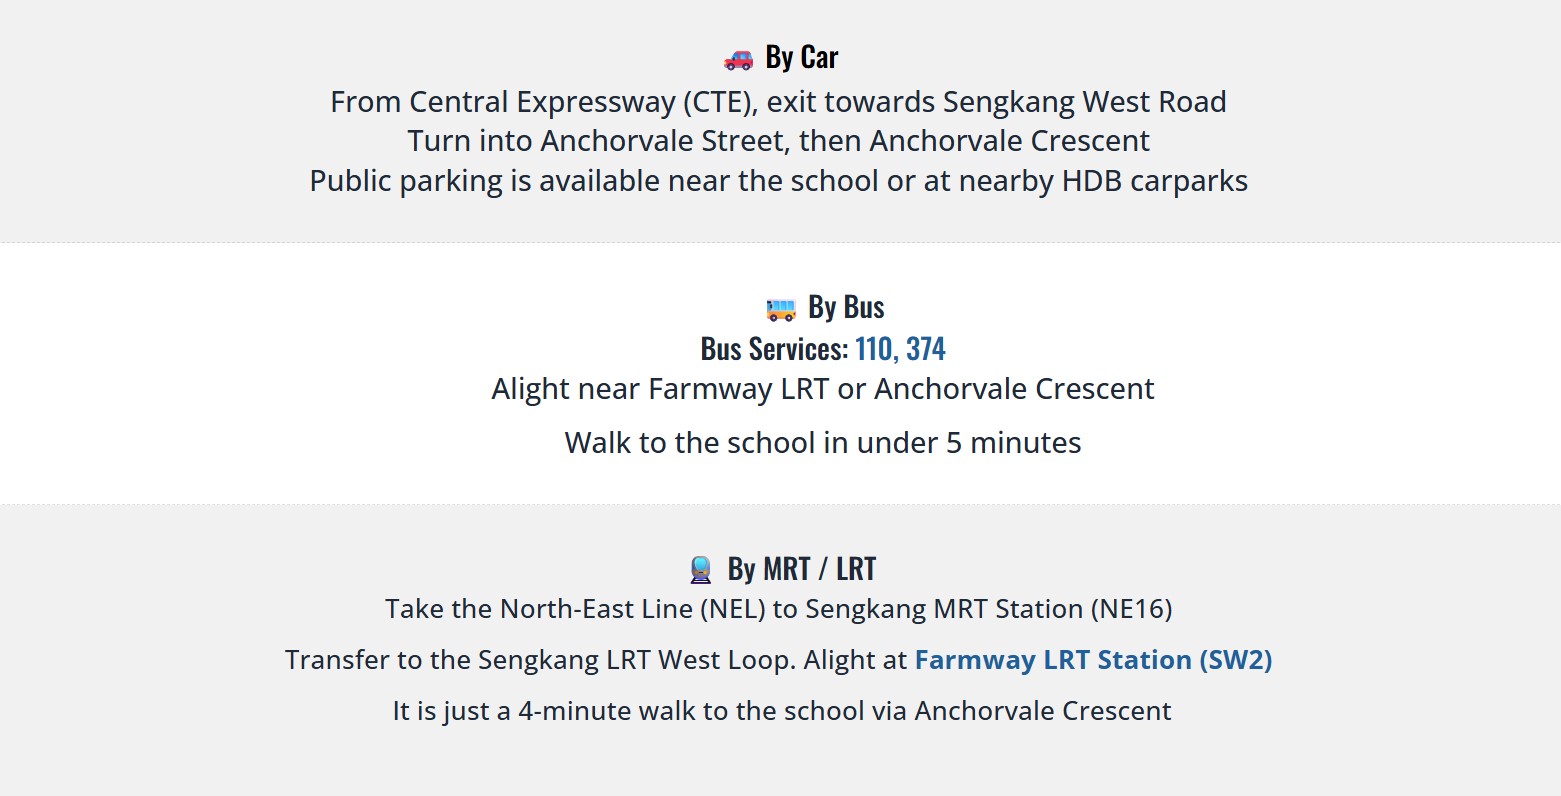 By Car
From Central Expressway (CTE), exit towards Sengkang West Road
Turn into Anchorvale Street, then Anchorvale Crescent
Public parking is available near the school or at nearby HDB carparks
By Bus
Bus Services: 110, 374
Alight near Farmway LRT or Anchorvale Crescent
Walk to the school in under 5 minutes
By MRT / LRT
Take the North-East Line (NEL) to Sengkang MRT Station (NE16)
Transfer to the Sengkang LRT West Loop. Alight at Farmway LRT Station (SW2)
It is just a 4-minute walk to the school via Anchorvale Crescent